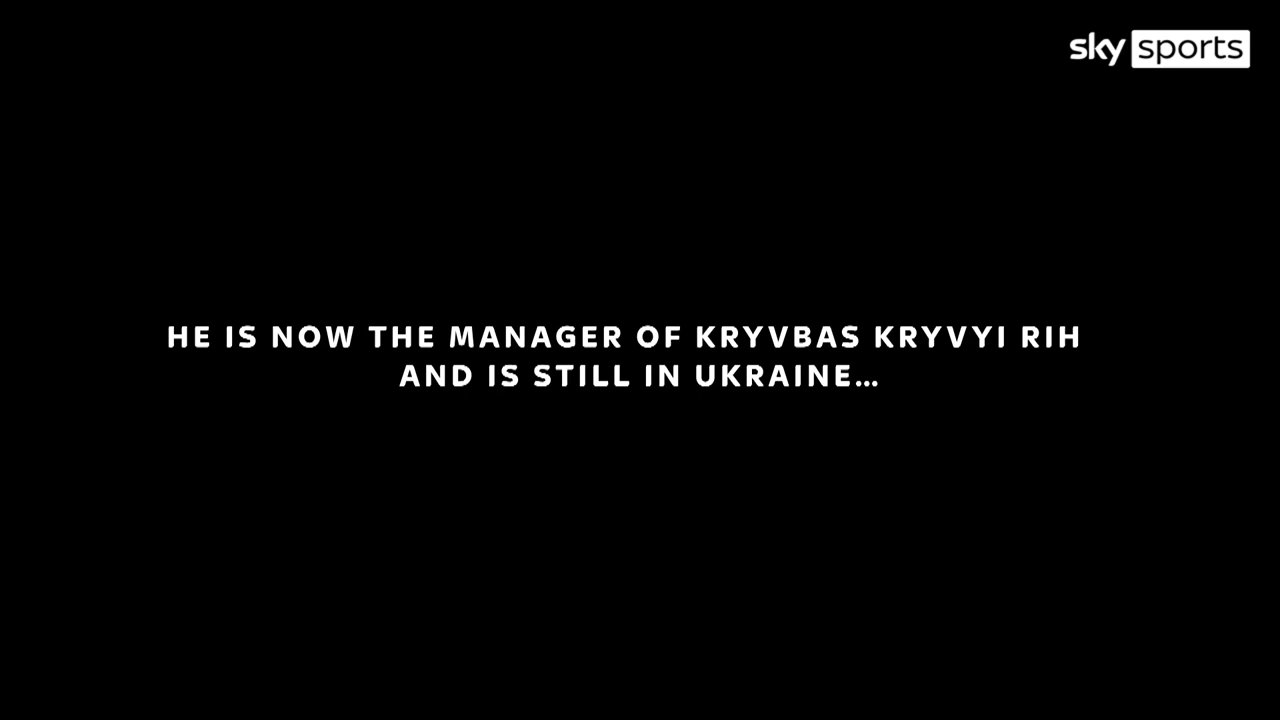 sky sports
HE IS NOW THE MANAGER OF KRYVBAS KRYVYI RIH
AND IS STILL IN UKRAINE…